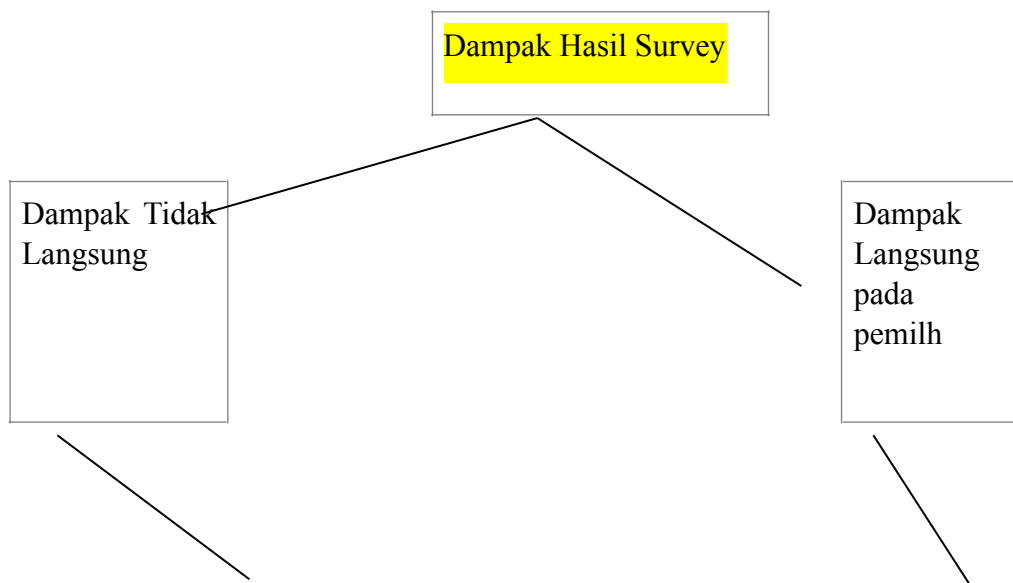 Dampak Hasil Survey
Dampak Tidak
Langsung
Dampak
Langsung
pada
pemilh